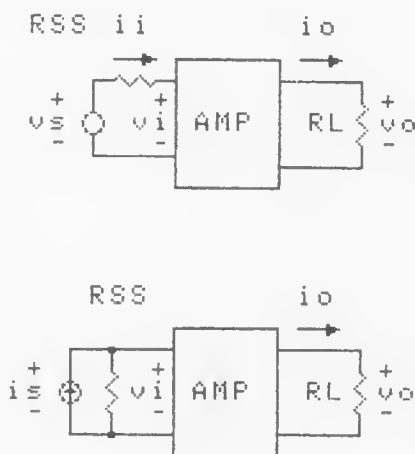 RSS ii io
+ + +
vs vi AMP RL vo
- - -
RSS io
+ + +
is vi AMP RL vo
- - -